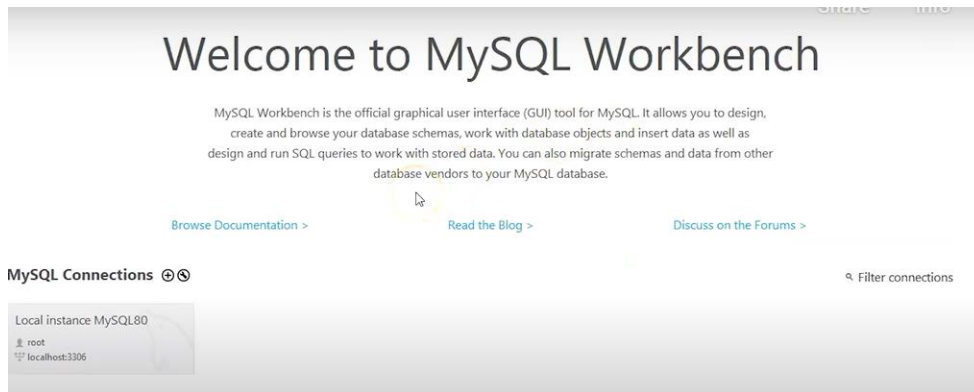 Share Info
Welcome to MySQL Workbench
MySQL Workbench is the official graphical user interface (GUI) tool for MySQL. It allows you to design,
create and browse your database schemas, work with database objects and insert data as well as
design and run SQL queries to work with stored data. You can also migrate schemas and data from other
database vendors to your MySQL database.
Browse Documentation >
Read the Blog >
Discuss on the Forums >
MySQL Connections
Filter connections
Local instance MySQL80
root
localhost:3306